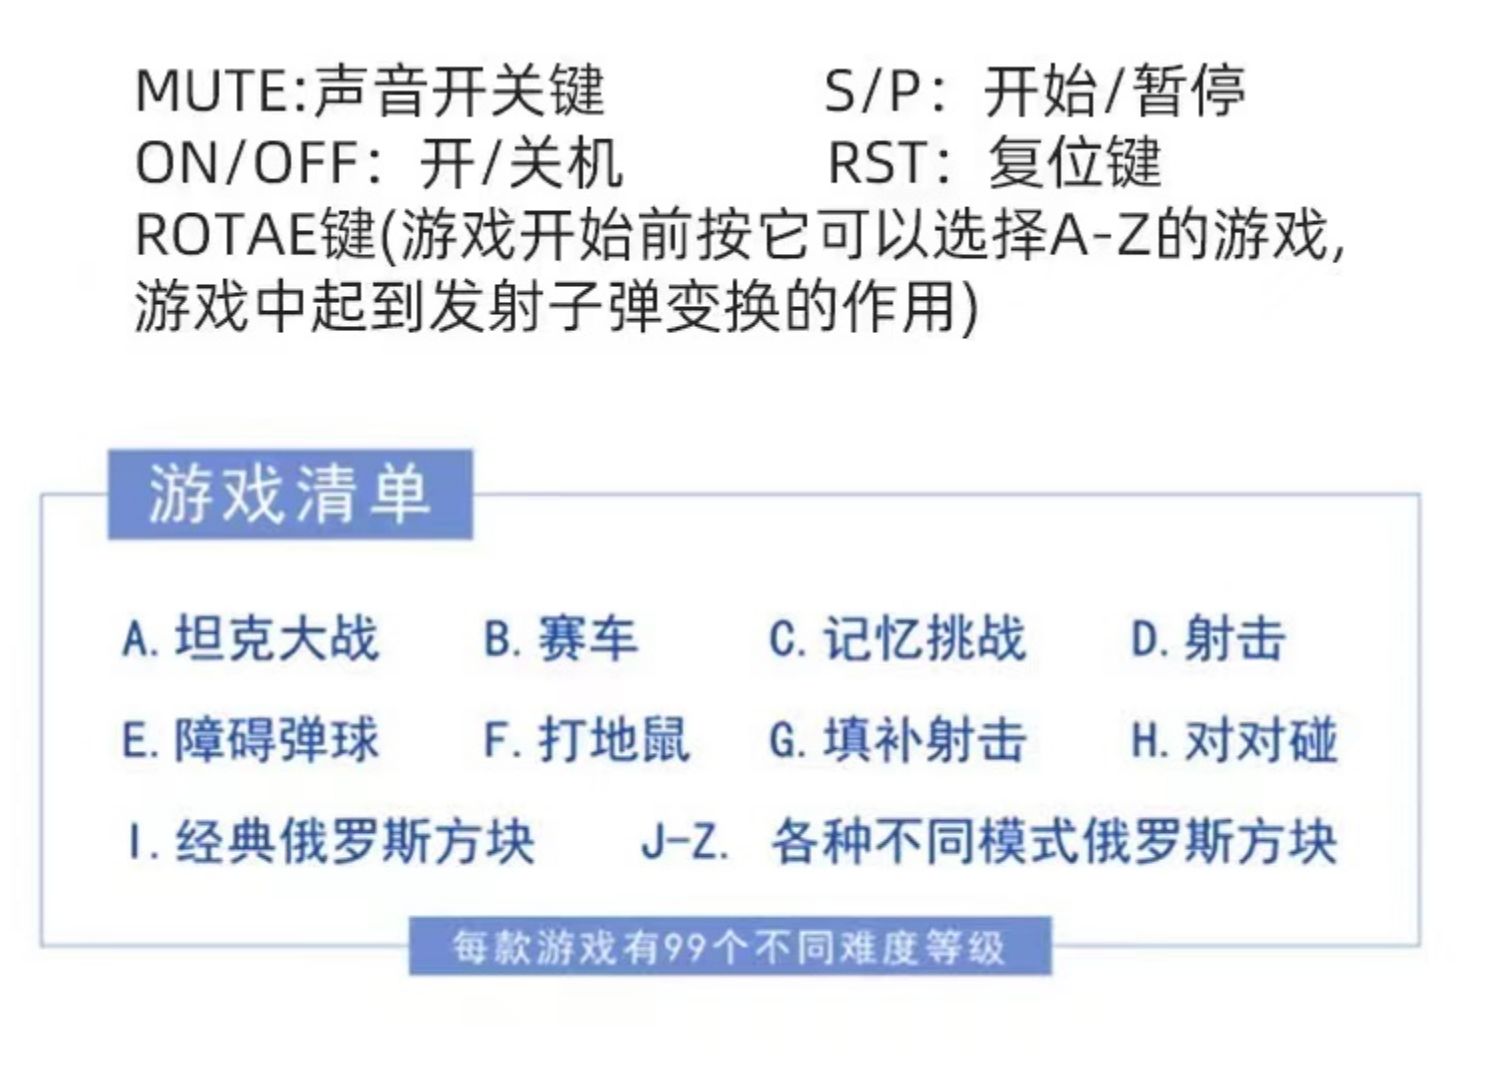 MUTE:声音开关键 S/P：开始/暂停
ON/OFF：开/关机 RST：复位键
ROTAE键(游戏开始前按它可以选择A-Z的游戏,
游戏中起到发射子弹变换的作用)
游戏清单
A. 坦克大战 B. 赛车 C. 记忆挑战 D. 射击
E. 障碍弹球 F. 打地鼠 G. 填补射击 H. 对对碰
I. 经典俄罗斯方块 J-Z. 各种不同模式俄罗斯方块
每款游戏有99个不同难度等级